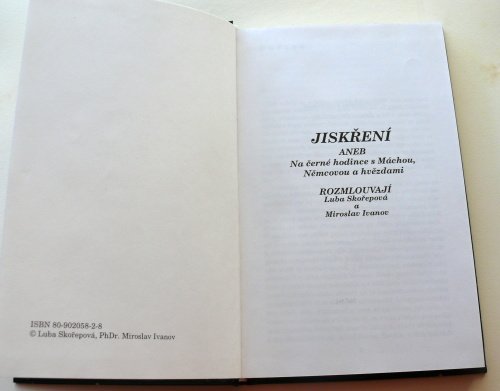 ISBN 80-902058-2-8
© Luba Skořepová, PhDr. Miroslav Ivanov
JISKŘENÍ
ANEB
Na černé hodince s Máchou,
Němcovou a hvězdami
ROZMLOUVAJÍ
Luba Skořepová
a
Miroslav Ivanov